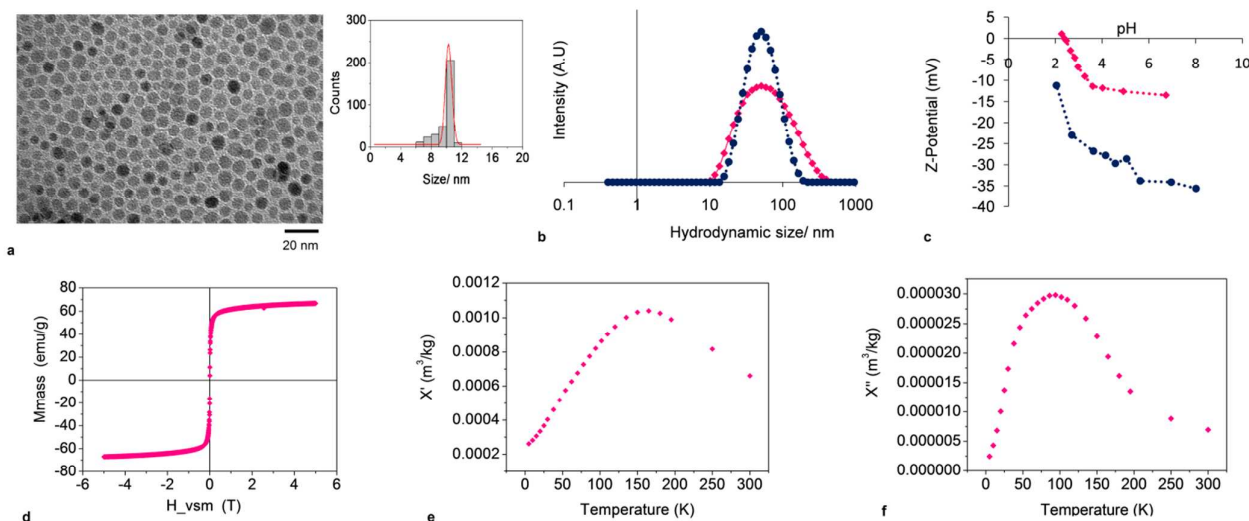 300
200
100
0
Counts
0 4 8 12 16 20
Size/ nm
20 nm
a
Intensity (A.U)
0.1 1 10 100 1000
Hydrodynamic size/ nm
b
pH
5
0
-5
-10
-15
-20
-25
-30
-35
-40
0 2 4 6 8 10
Z-Potential (mV)
c
80
60
40
20
0
-20
-40
-60
-80
Mmass (emu/g)
-6 -4 -2 0 2 4 6
H_vsm (T)
d
0.0012
0.0010
0.0008
0.0006
0.0004
0.0002
X' (m³/kg)
0 50 100 150 200 250 300
Temperature (K)
e
0.000030
0.000025
0.000020
0.000015
0.000010
0.000005
0.000000
X" (m³/kg)
0 50 100 150 200 250 300
Temperature (K)
f